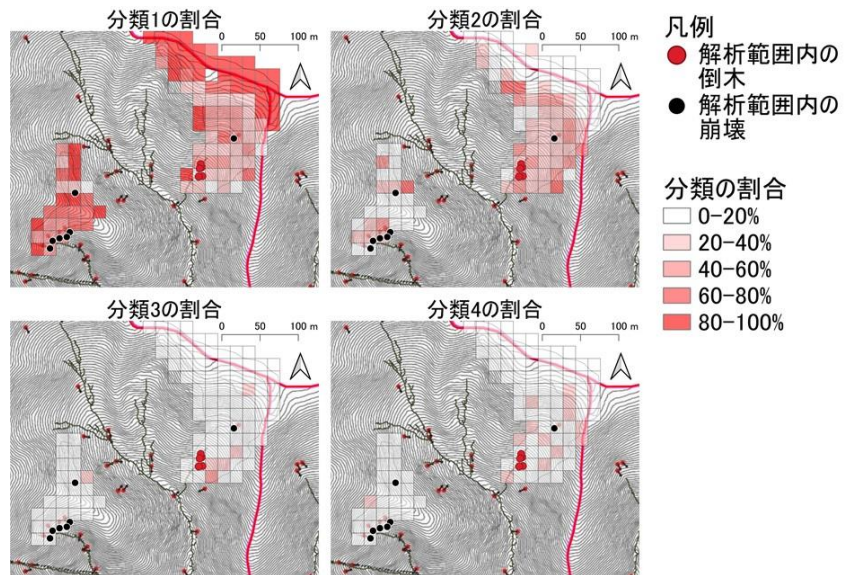 分類1の割合
0 50 100 m
分類2の割合
0 50 100 m
分類3の割合
0 50 100 m
分類4の割合
0 50 100 m
凡例
解析範囲内の
倒木
解析範囲内の
崩壊
分類の割合
0-20%
20-40%
40-60%
60-80%
80-100%